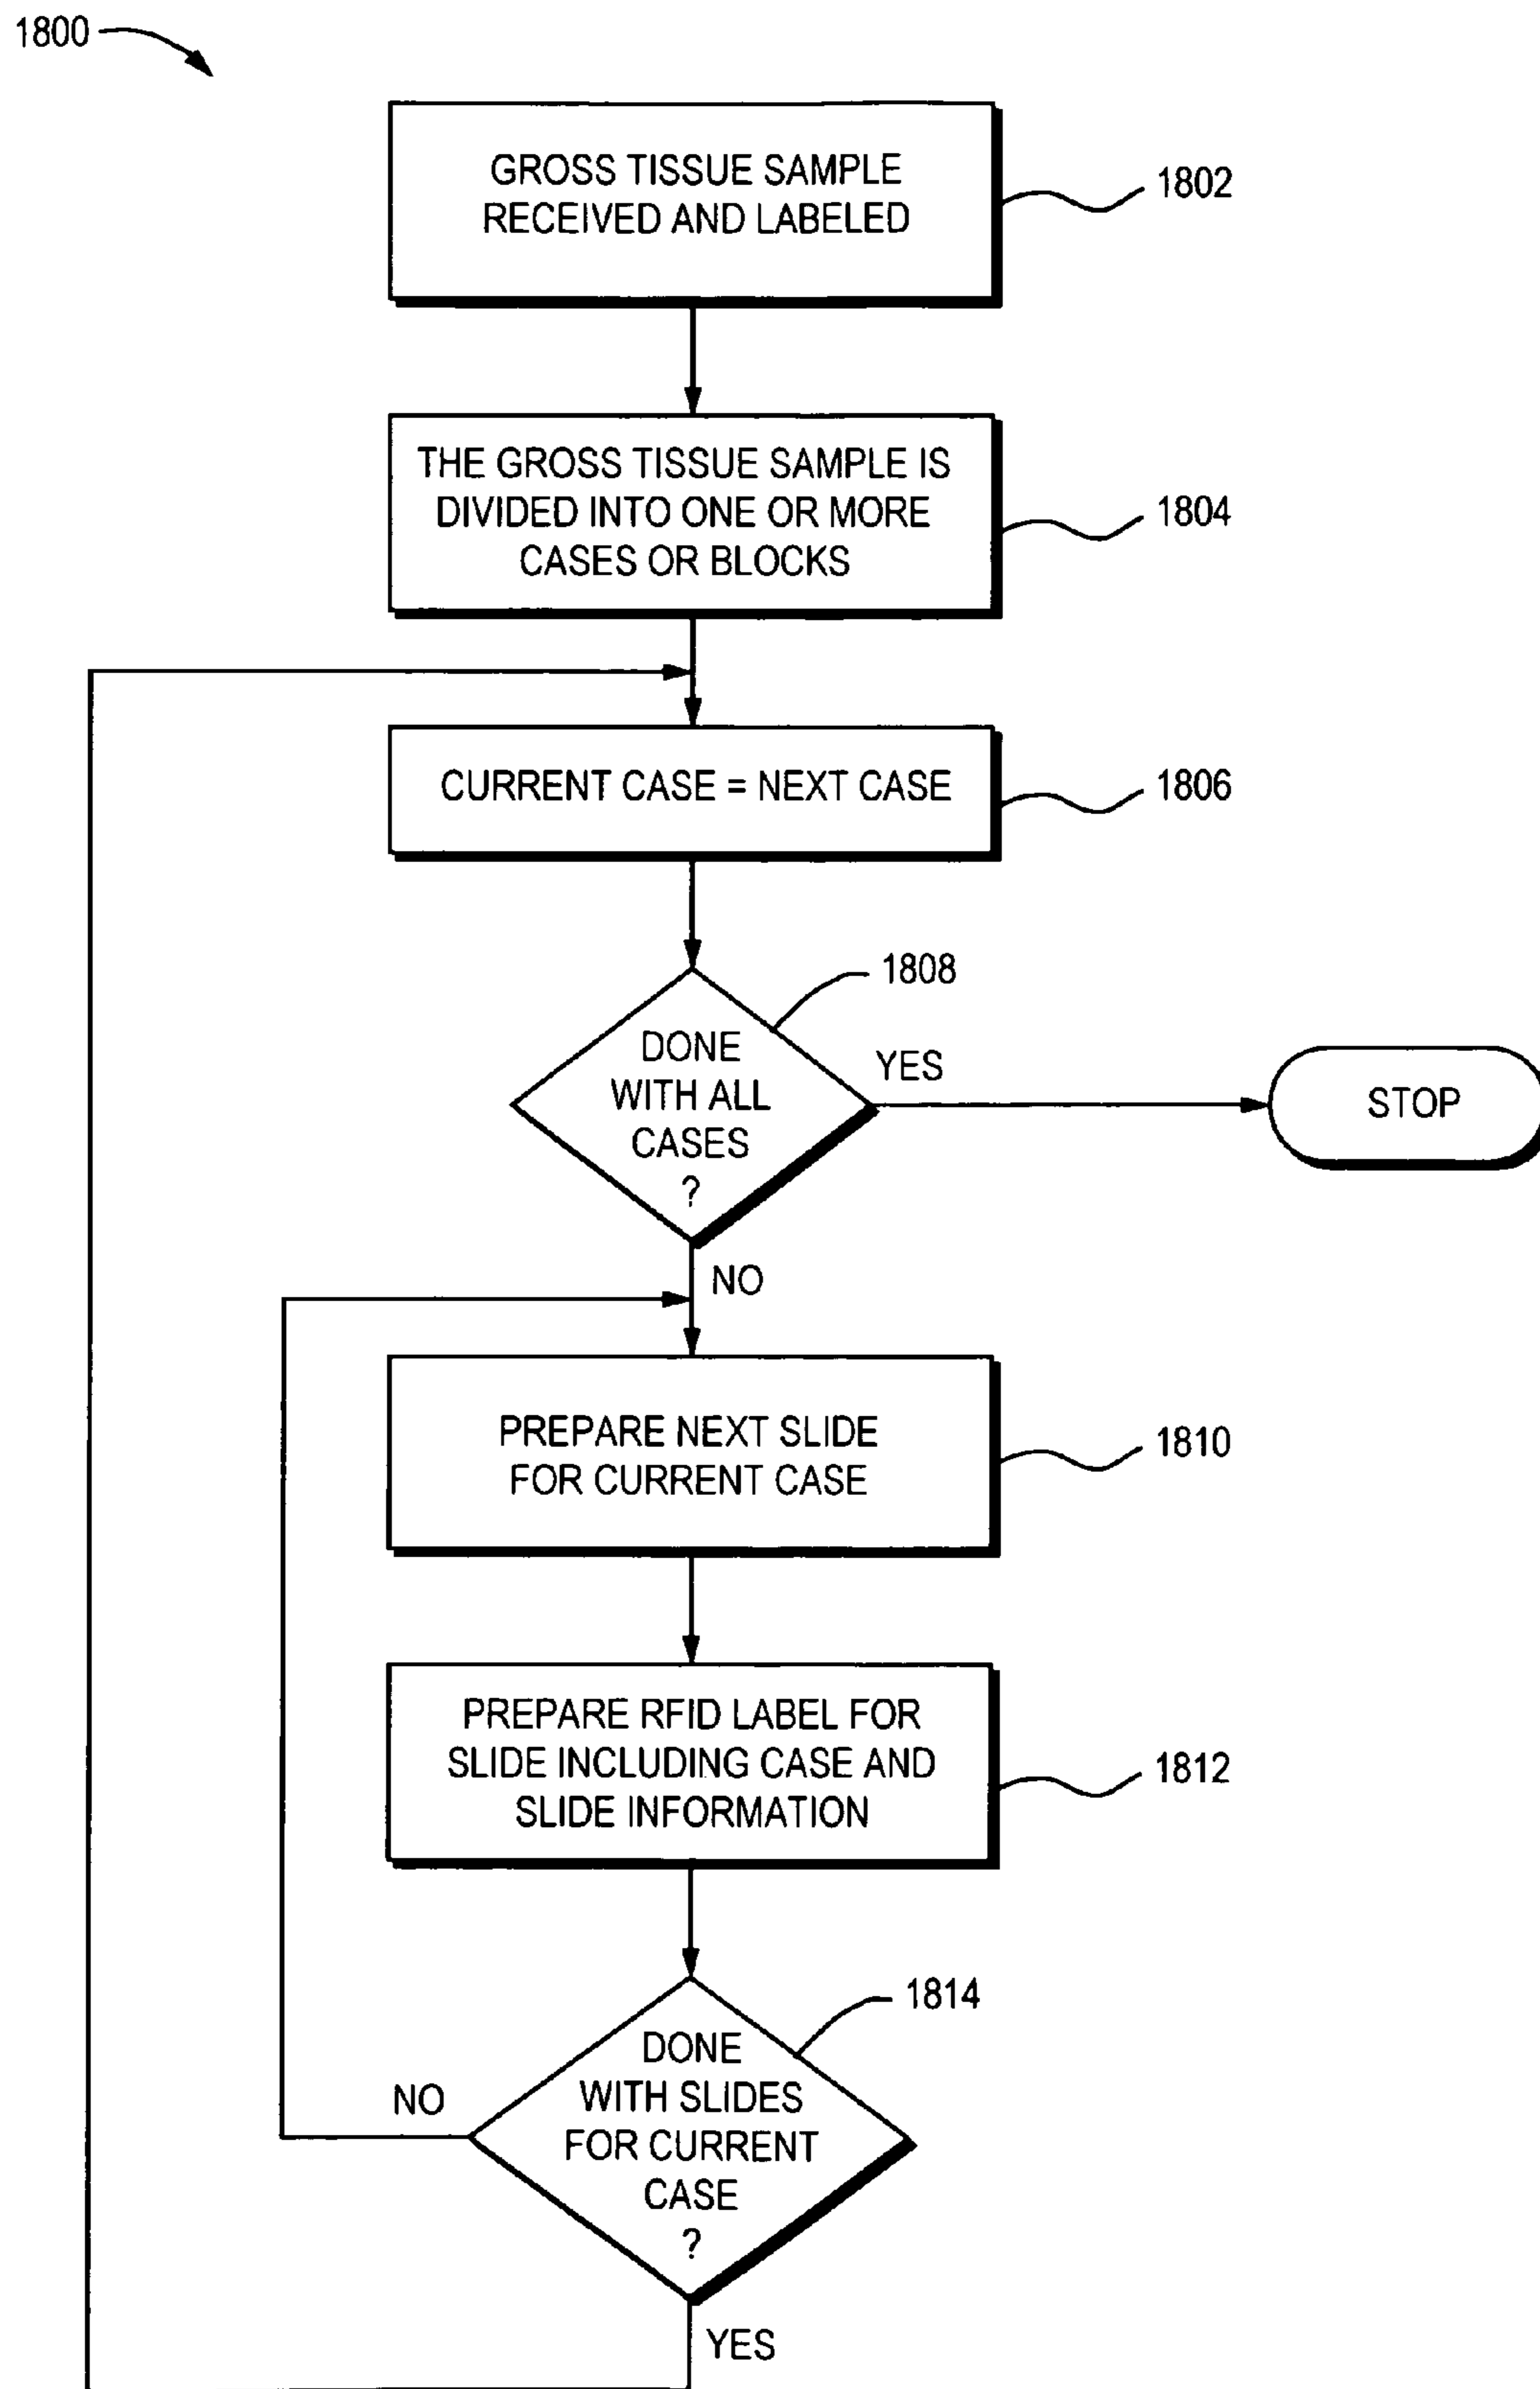 1800
GROSS TISSUE SAMPLE
RECEIVED AND LABELED
1802
THE GROSS TISSUE SAMPLE IS
DIVIDED INTO ONE OR MORE
CASES OR BLOCKS
1804
CURRENT CASE = NEXT CASE
1806
1808
DONE
WITH ALL
CASES
?
YES
STOP
NO
PREPARE NEXT SLIDE
FOR CURRENT CASE
1810
PREPARE RFID LABEL FOR
SLIDE INCLUDING CASE AND
SLIDE INFORMATION
1812
1814
DONE
WITH SLIDES
FOR CURRENT
CASE
?
NO
YES